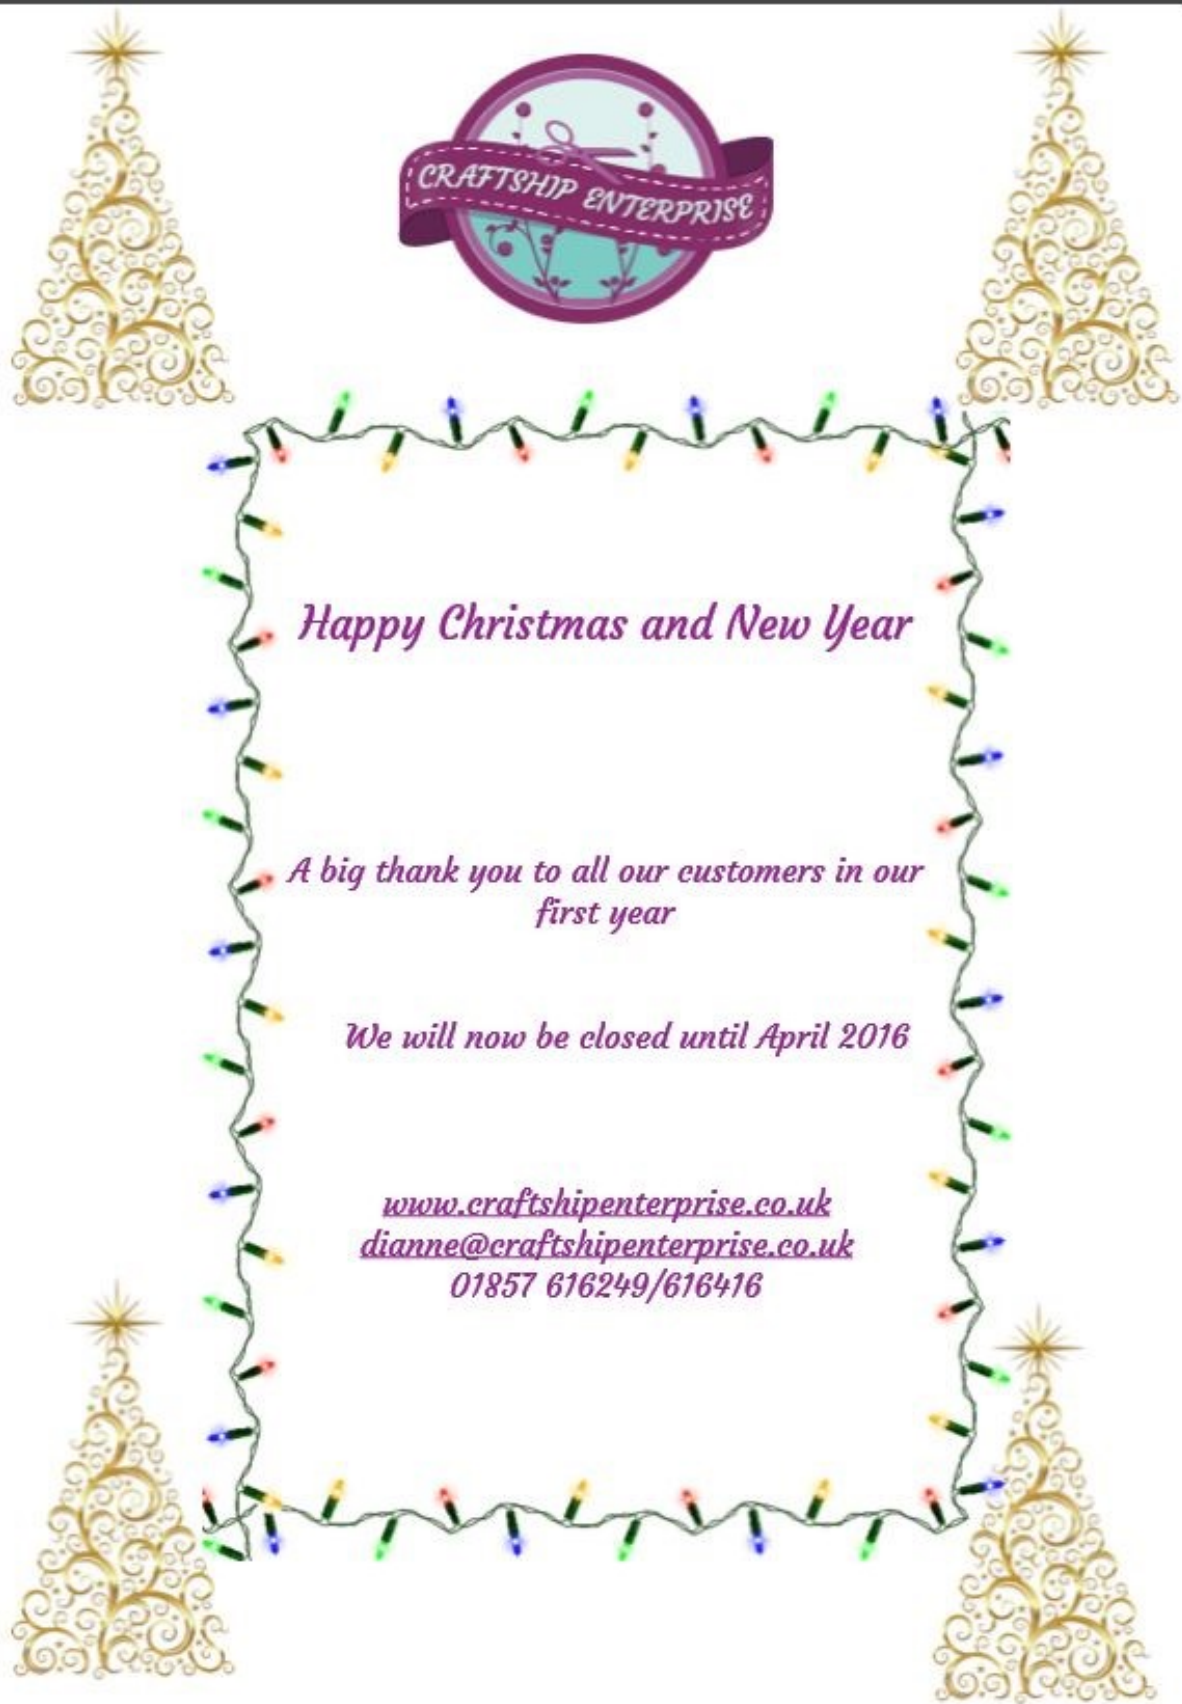 CRAFTSHIP ENTERPRISE
Happy Christmas and New Year
A big thank you to all our customers in our
first year
We will now be closed until April 2016
www.craftshipenterprise.co.uk
dianne@craftshipenterprise.co.uk
01857 616249/616416